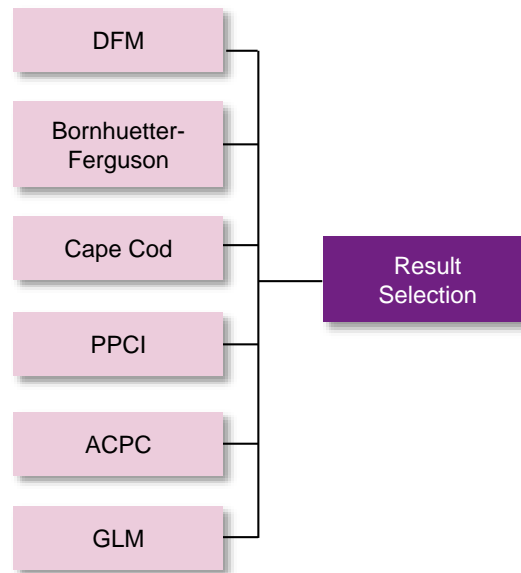 DFM
Bornhuetter-
Ferguson
Cape Cod
PPCI
ACPC
GLM
Result
Selection